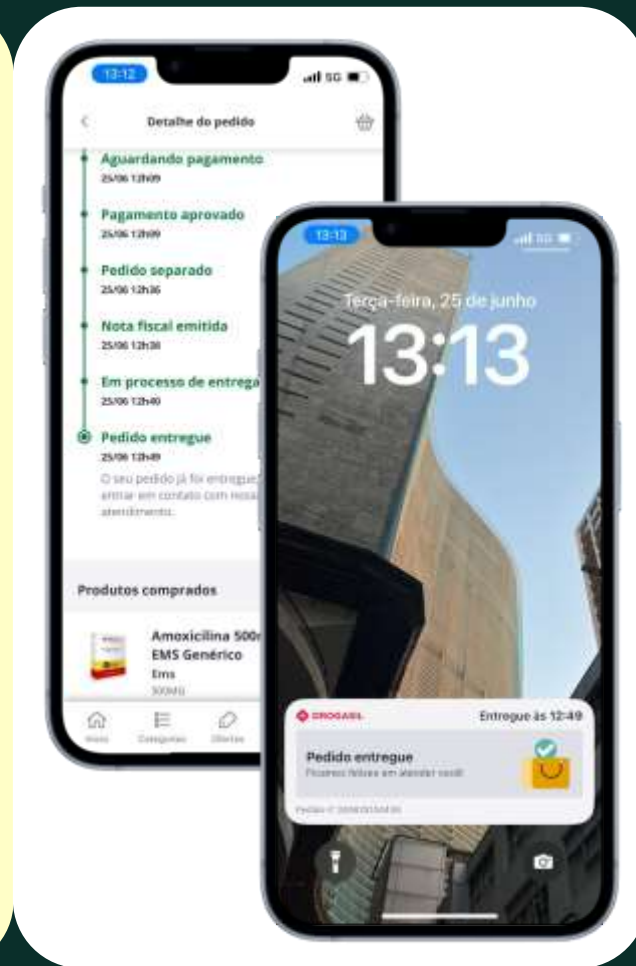 13:12
5G
Detalhe do pedido
Aguardando pagamento
25/06 12h09
Pagamento aprovado
25/06 12h09
Pedido separado
25/06 12h36
Nota fiscal emitida
25/06 12h36
Em processo de entrega
25/06 12h40
Pedido entregue
25/06 12h49
O seu pedido já foi entregue,
entrar em contato com nossa
atendimento.
Produtos comprados
Amoxicilina 500
EMS Genérico
Ems
500MG
Início
Categorias
Ofertas
13:13
5G
Terça-feira, 25 de junho
13:13
DROGASIL
Entregue às 12:49
Pedido entregue
Ficamos felizes em atender você!